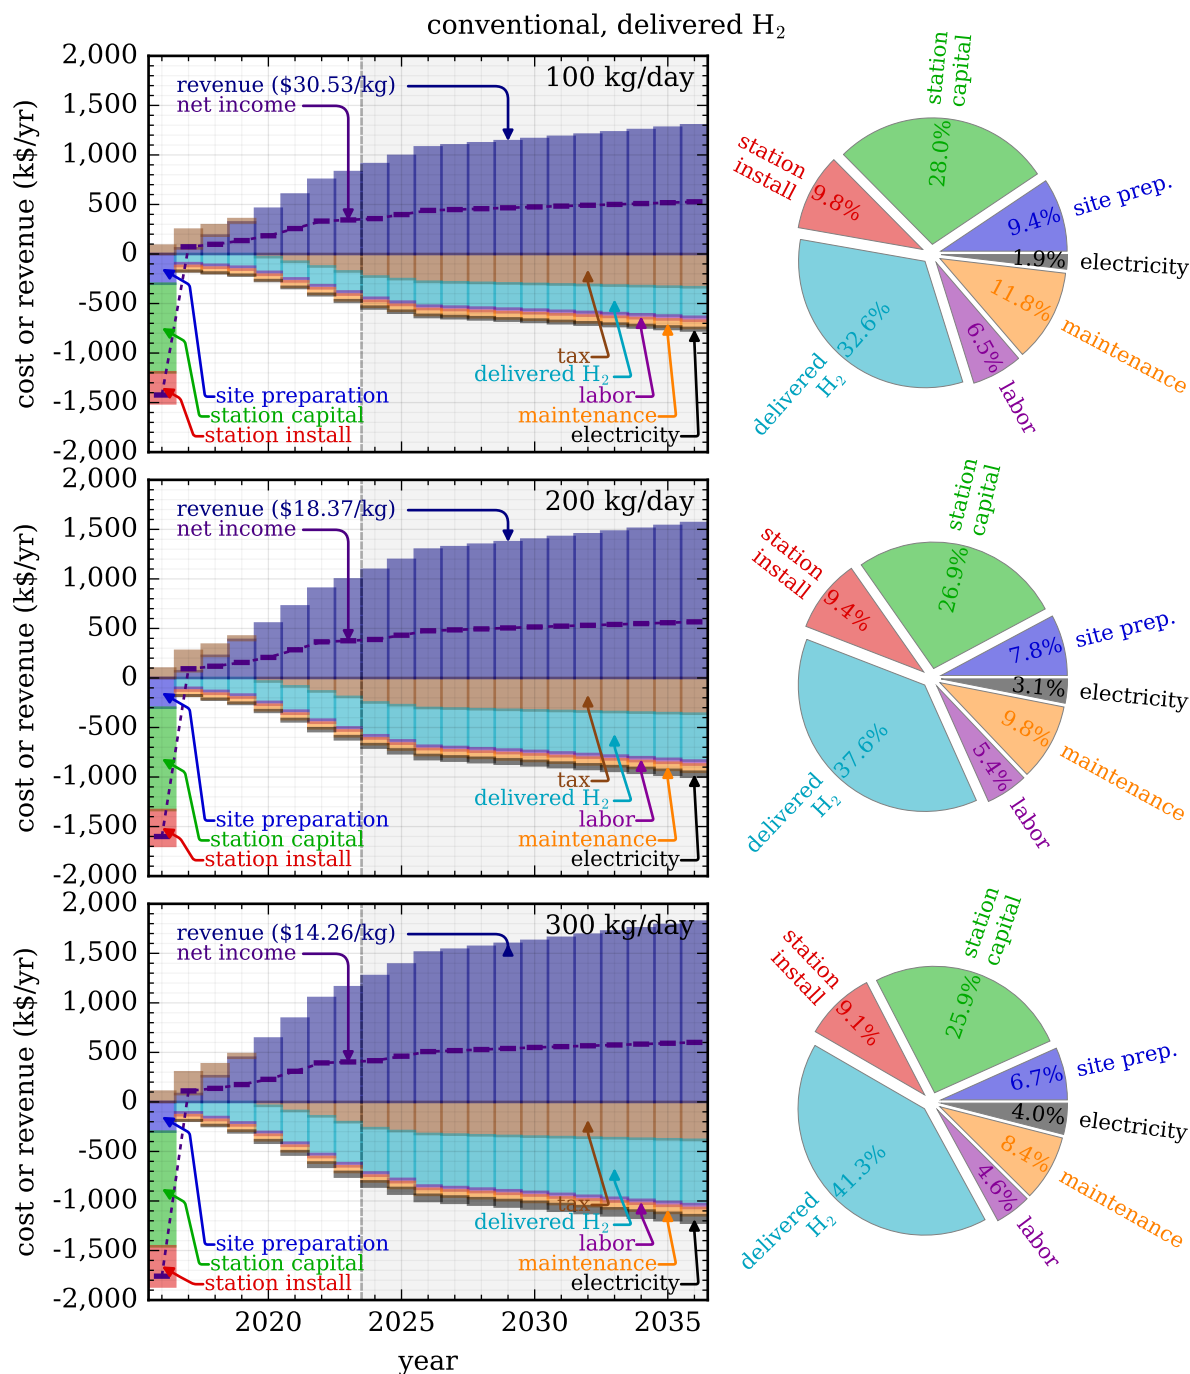 conventional, delivered H₂
100 kg/day
cost or revenue (k$/yr)
2,000
1,500
1,000
500
0
-500
-1,000
-1,500
-2,000
revenue ($30.53/kg)
net income
tax
delivered H₂
labor
maintenance
electricity
site preparation
station capital
station install
station
capital
28.0%
station
install
9.8%
site prep.
9.4%
electricity
1.9%
maintenance
11.8%
labor
6.5%
delivered
H₂
32.6%
200 kg/day
cost or revenue (k$/yr)
2,000
1,500
1,000
500
0
-500
-1,000
-1,500
-2,000
revenue ($18.37/kg)
net income
tax
delivered H₂
labor
maintenance
electricity
site preparation
station capital
station install
station
capital
26.9%
station
install
9.4%
site prep.
7.8%
electricity
3.1%
maintenance
9.8%
labor
5.4%
delivered
H₂
37.6%
300 kg/day
cost or revenue (k$/yr)
2,000
1,500
1,000
500
0
-500
-1,000
-1,500
-2,000
revenue ($14.26/kg)
net income
tax
delivered H₂
labor
maintenance
electricity
site preparation
station capital
station install
2020 2025 2030 2035
year
station
capital
25.9%
station
install
9.1%
site prep.
6.7%
electricity
4.0%
maintenance
8.4%
labor
4.6%
delivered
H₂
41.3%